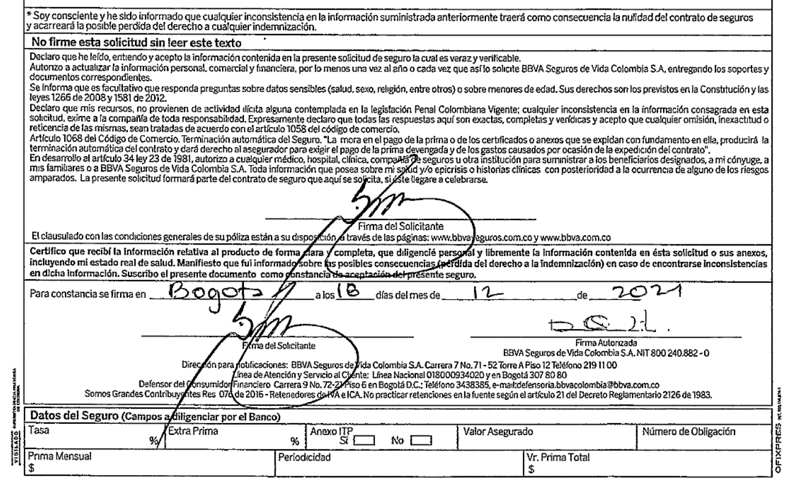 * Soy consciente y he sido informado que cualquier inconsistencia en la información suministrada anteriormente traerá como consecuencia la nulidad del contrato de seguros
y acarreará la posible perdida del derecho a cualquier indemnización.
No firme esta solicitud sin leer este texto
Declaro que he leído, entiendo y acepto la información contenida en la presente solicitud de seguro la cual es veraz y verificable.
Autorizo a actualizar la información personal, comercial y financiera, por lo menos una vez al año o cada vez que así lo solicite BBVA Seguros de Vida Colombia S.A, entregando los soportes y
documentos correspondientes.
Se informa que es facultativo que responda preguntas sobre datos sensibles (salud, sexo, religión, entre otros) o sobre menores de edad. Sus derechos son los previstos en la Constitución y las
leyes 1266 de 2008 y 1581 de 2012.
Declaro que mis recursos, no provienen de actividad ilícita alguna contemplada en la legislación Penal Colombiana Vigente; cualquier inconsistencia en la información consagrada en esta
solicitud, exime a la compañía de toda responsabilidad. Expresamente declaro que todas las respuestas aquí son exactas, completas y verídicas y acepto que cualquier omisión, inexactitud o
reticencia de las mismas, sean tratadas de acuerdo con el artículo 1058 del código de comercio.
Artículo 1068 del Código de Comercio. Terminación automática del Seguro. "La mora en el pago de la prima o de los certificados o anexos que se expidan con fundamento en ella, producirá la
terminación automática del contrato y dará derecho al asegurador para exigir el pago de la prima devengada y de los gastos causados por ocasión de la expedición del contrato".
En desarrollo al artículo 34 ley 23 de 1981, autorizo a cualquier médico, hospital, clínica, compañía de seguros u otra institución para suministrar a los beneficiarios designados, a mi cónyuge, a
mis familiares o a BBVA Seguros de Vida Colombia S.A. Toda información que posea sobre mi salud y/o epicrisis o historias clínicas con posterioridad a la ocurrencia de alguno de los riesgos
amparados. La presente solicitud formará parte del contrato de seguro que aquí se solicita, si éste llegare a celebrarse.
Firma del Solicitante
El clausulado con las condiciones generales de su póliza están a su disposición a través de las páginas: www.bbvaseguros.com.co y www.bbva.com.co
Certifico que recibí la información relativa al producto de forma clara y completa, que diligencié personal y libremente la información contenida en ésta solicitud o sus anexos,
incluyendo mi estado real de salud. Manifiesto que fui informado sobre las posibles consecuencias (pérdida del derecho a la indemnización) en caso de encontrarse inconsistencias
en dicha información. Suscribo el presente documento como constancia de aceptación del presente seguro.
Para constancia se firma en Bogota a los 18 días del mes de 12 de 2021
Firma del Solicitante
Firma Autorizada
BBVA Seguros de Vida Colombia S.A. NIT 800 240.882 - 0
Dirección para notificaciones: BBVA Seguros de Vida Colombia S.A. Carrera 7 No. 71 - 52 Torre A Piso 12 Teléfono 219 11 00
Línea de Atención y Servicio al Cliente: Línea Nacional 018000934020 y en Bogotá 307 80 80
Defensor del Consumidor Financiero Carrera 9 No. 72-21 Piso 6 en Bogotá D.C.; Teléfono 3438385, e-mail:defensoria.bbvacolombia@bbva.com.co
Somos Grandes Contribuyentes Res 076 de 2016 - Retenedores de IVA e ICA. No practicar retenciones en la fuente según el artículo 21 del Decreto Reglamentario 2126 de 1983.
Datos del Seguro (Campos a diligenciar por el Banco)
Tasa % Extra Prima % Anexo ITP Sí No Valor Asegurado Número de Obligación
Prima Mensual $ Periodicidad Vr. Prima Total $
VIGILADO
OFIXPRES